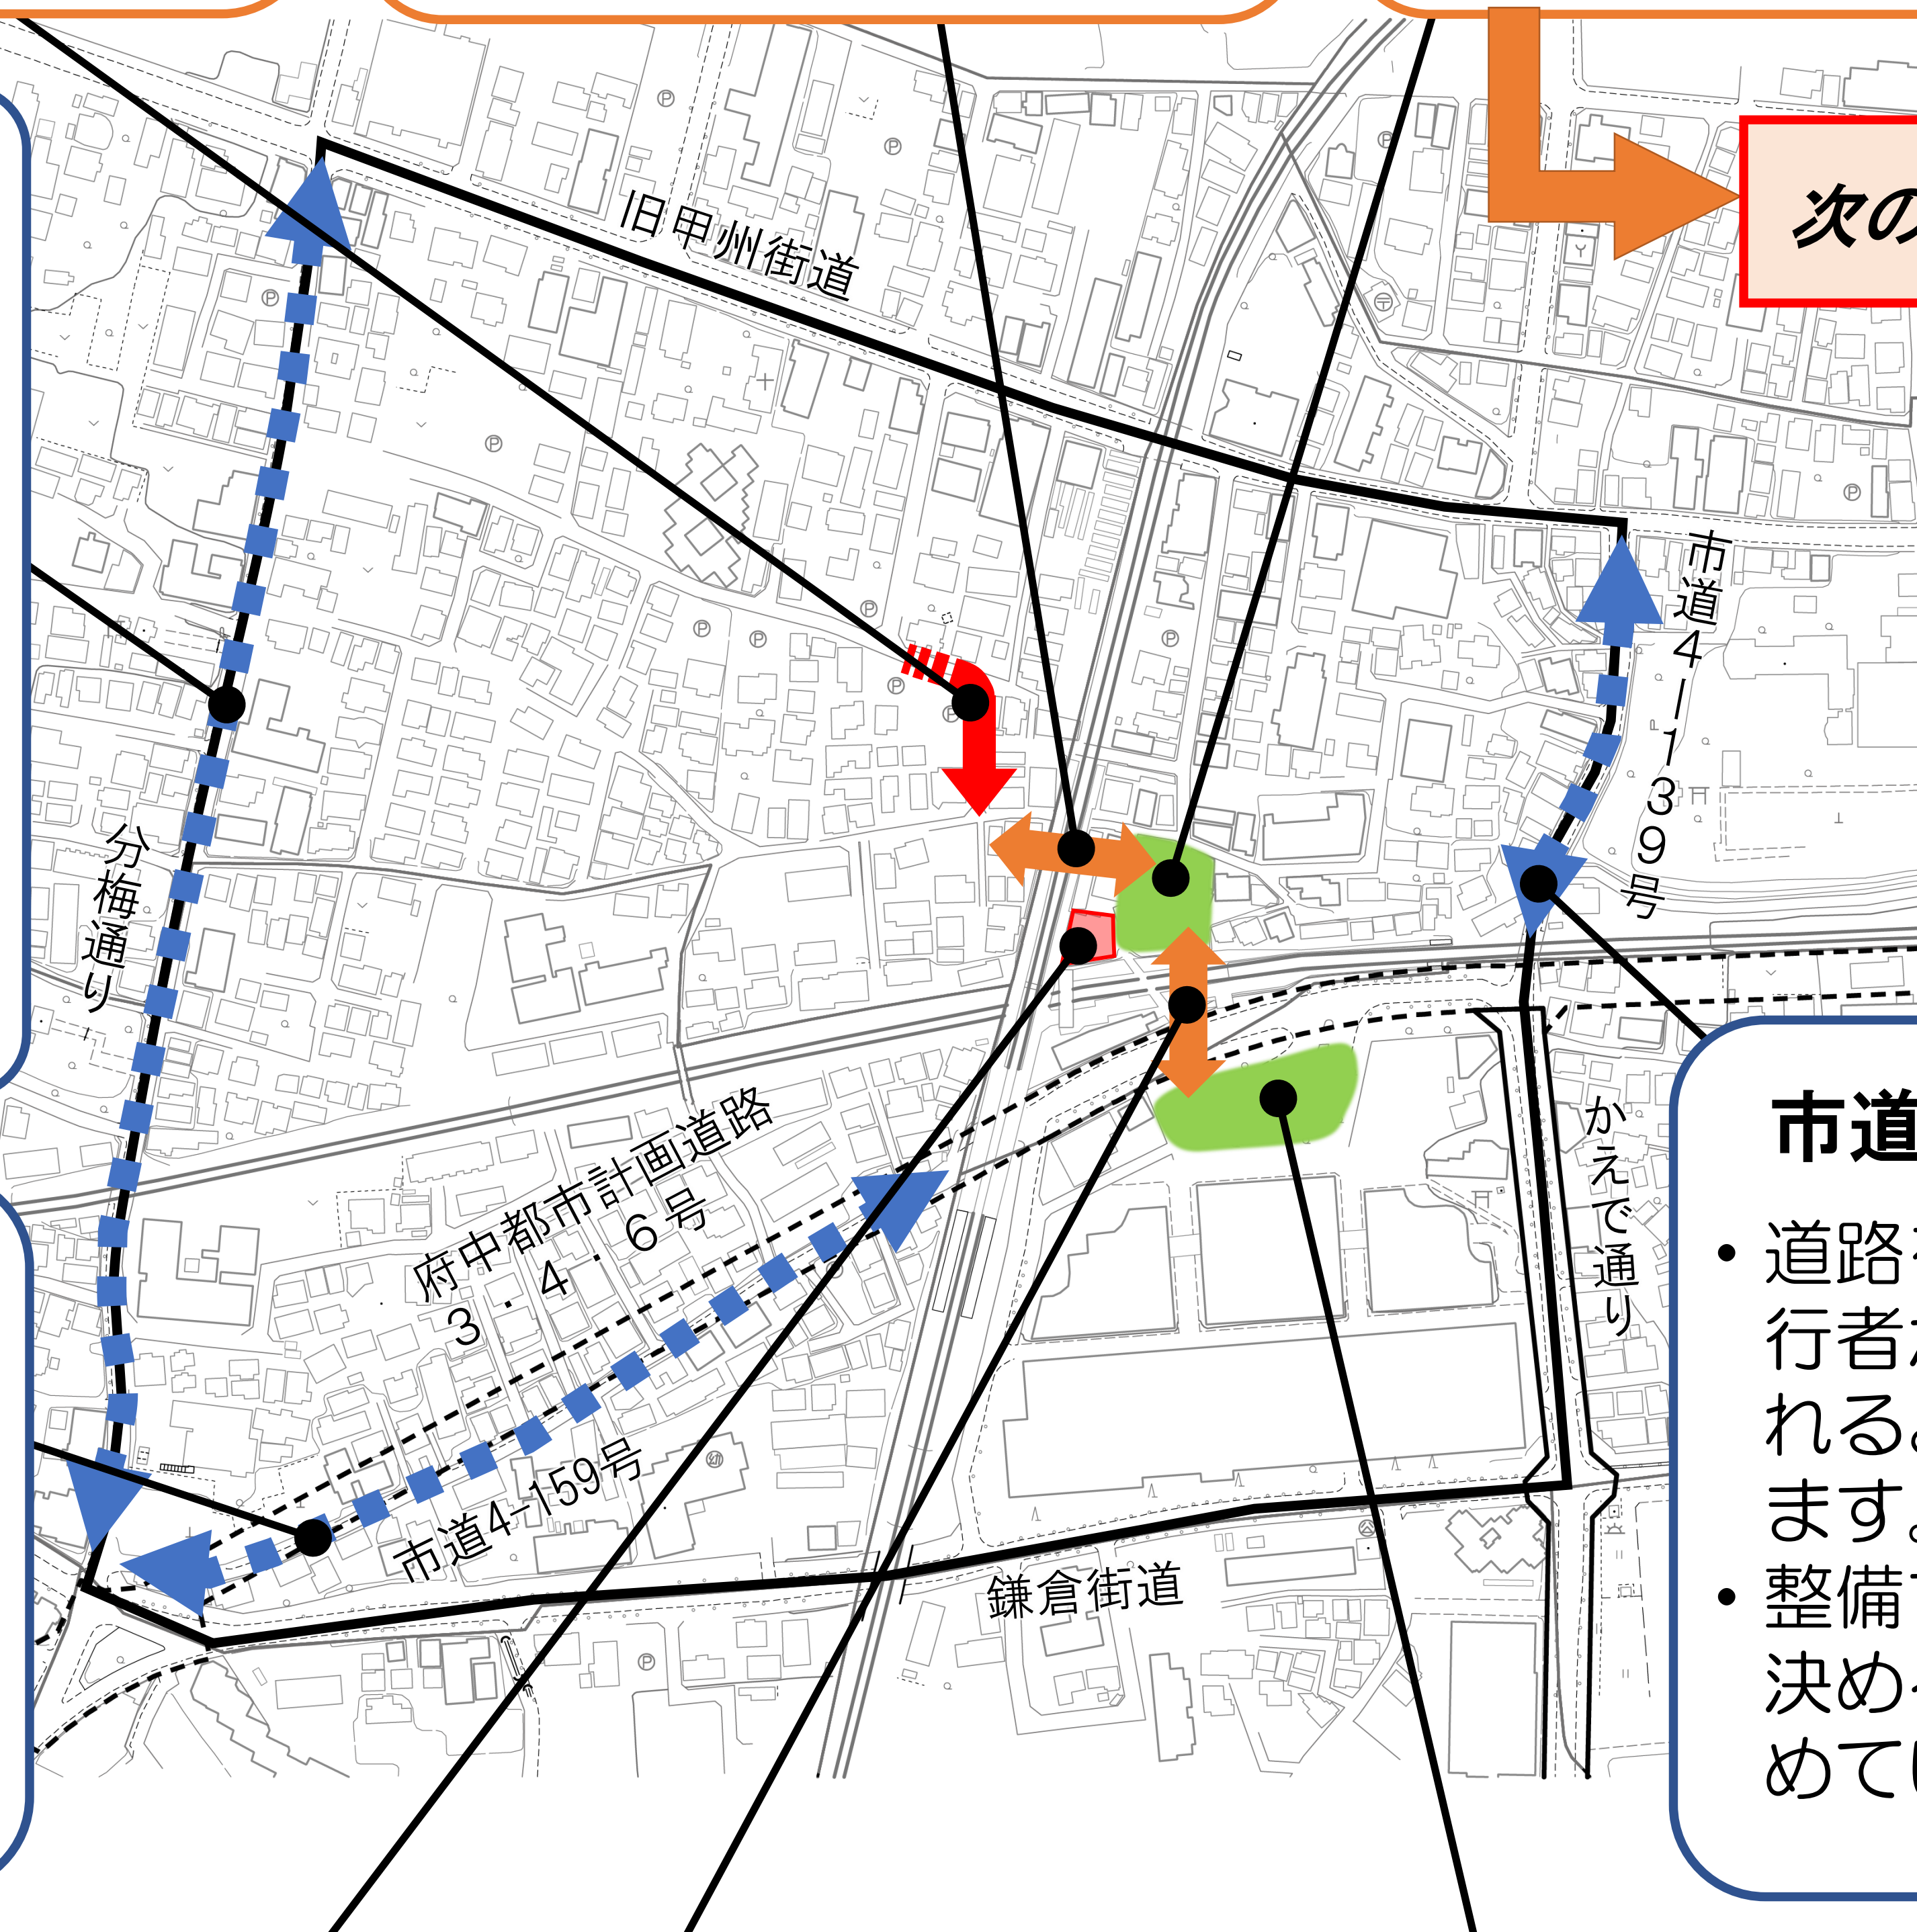 次の
旧甲州街道
市道4―139号
分梅通り
府中都市計画道路
3・4・6号
市道4-159号
鎌倉街道
かえで通り
市道
• 道路
行者
れる
ます。
• 整備
決め
めて